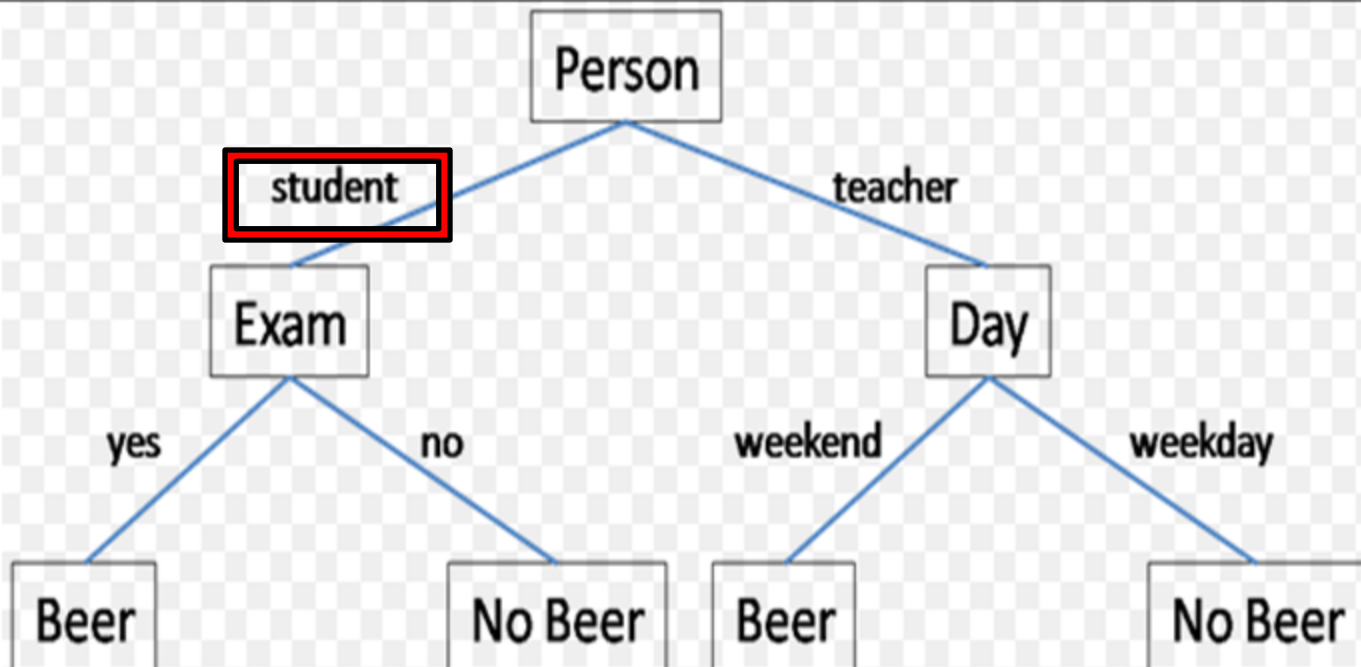 Person
student
teacher
Exam
Day
yes
no
weekend
weekday
Beer
No Beer
Beer
No Beer